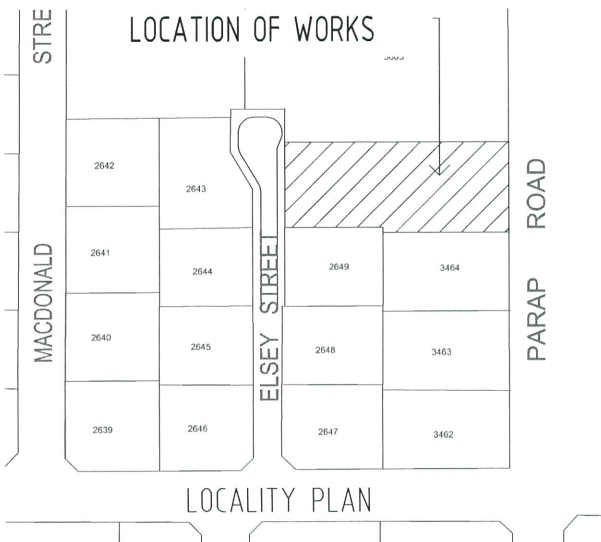 LOCATION OF WORKS
STRE
MACDONALD
2642
2643
2641
2644
2640
2645
2639
2646
ELSEY STREET
2649
3464
2648
3463
2647
3462
PARAP ROAD
LOCALITY PLAN